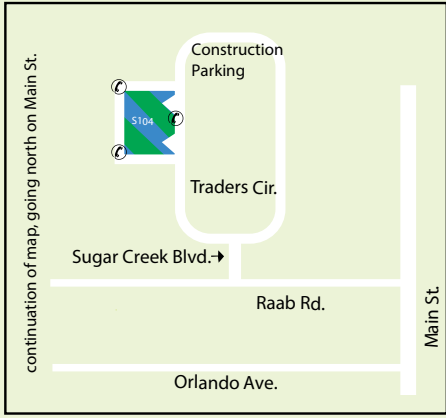 continuation of map, going north on Main St.
Construction
Parking
S104
Traders Cir.
Sugar Creek Blvd.
Raab Rd.
Main St.
Orlando Ave.